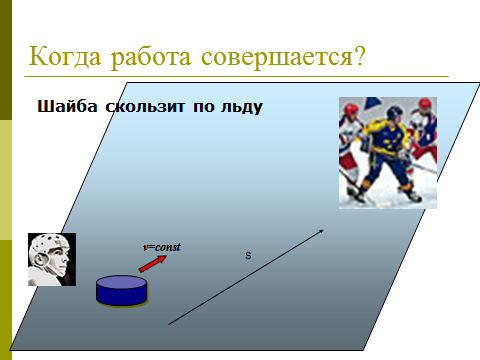 Когда работа совершается?
Шайба скользит по льду
v=const
S